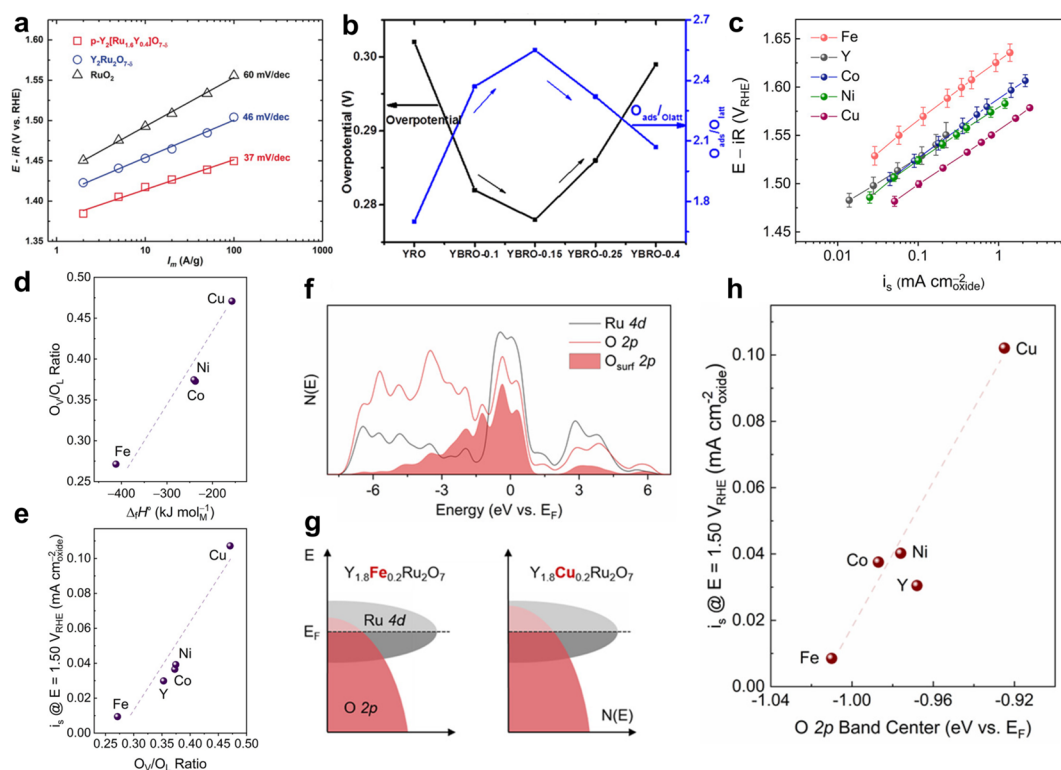 a
p-Y2[Ru1.6Y0.4]O7-δ
Y2Ru2O7-δ
RuO2
60 mV/dec
46 mV/dec
37 mV/dec
E - iR (V vs. RHE)
1.60
1.55
1.50
1.45
1.40
1.35
1
10
100
1000
Im (A/g)
b
Overpotential (V)
0.30
0.29
0.28
Overpotential
Oads/Olatt
Oads/Olatt
2.7
2.4
2.1
1.8
YRO
YBRO-0.1
YBRO-0.15
YBRO-0.25
YBRO-0.4
c
Fe
Y
Co
Ni
Cu
E – iR (VRHE)
1.65
1.60
1.55
1.50
1.45
0.01
0.1
1
is (mA cm−2oxide)
d
OV/OL Ratio
0.50
0.45
0.40
0.35
0.30
0.25
Cu
Ni
Co
Fe
−400
−300
−200
ΔfH° (kJ mol−1M)
e
is @ E = 1.50 VRHE (mA cm−2oxide)
0.12
0.10
0.08
0.06
0.04
0.02
0.00
Cu
Ni
Co
Y
Fe
0.25
0.30
0.35
0.40
0.45
0.50
OV/OL Ratio
f
N(E)
Ru 4d
O 2p
Osurf 2p
-6
-3
0
3
6
Energy (eV vs. EF)
g
E
Y1.8Fe0.2Ru2O7
Y1.8Cu0.2Ru2O7
Ru 4d
EF
O 2p
N(E)
h
is @ E = 1.50 VRHE (mA cm-2oxide)
0.10
0.08
0.06
0.04
0.02
0.00
Cu
Ni
Co
Y
Fe
-1.04
-1.00
-0.96
-0.92
O 2p Band Center (eV vs. EF)